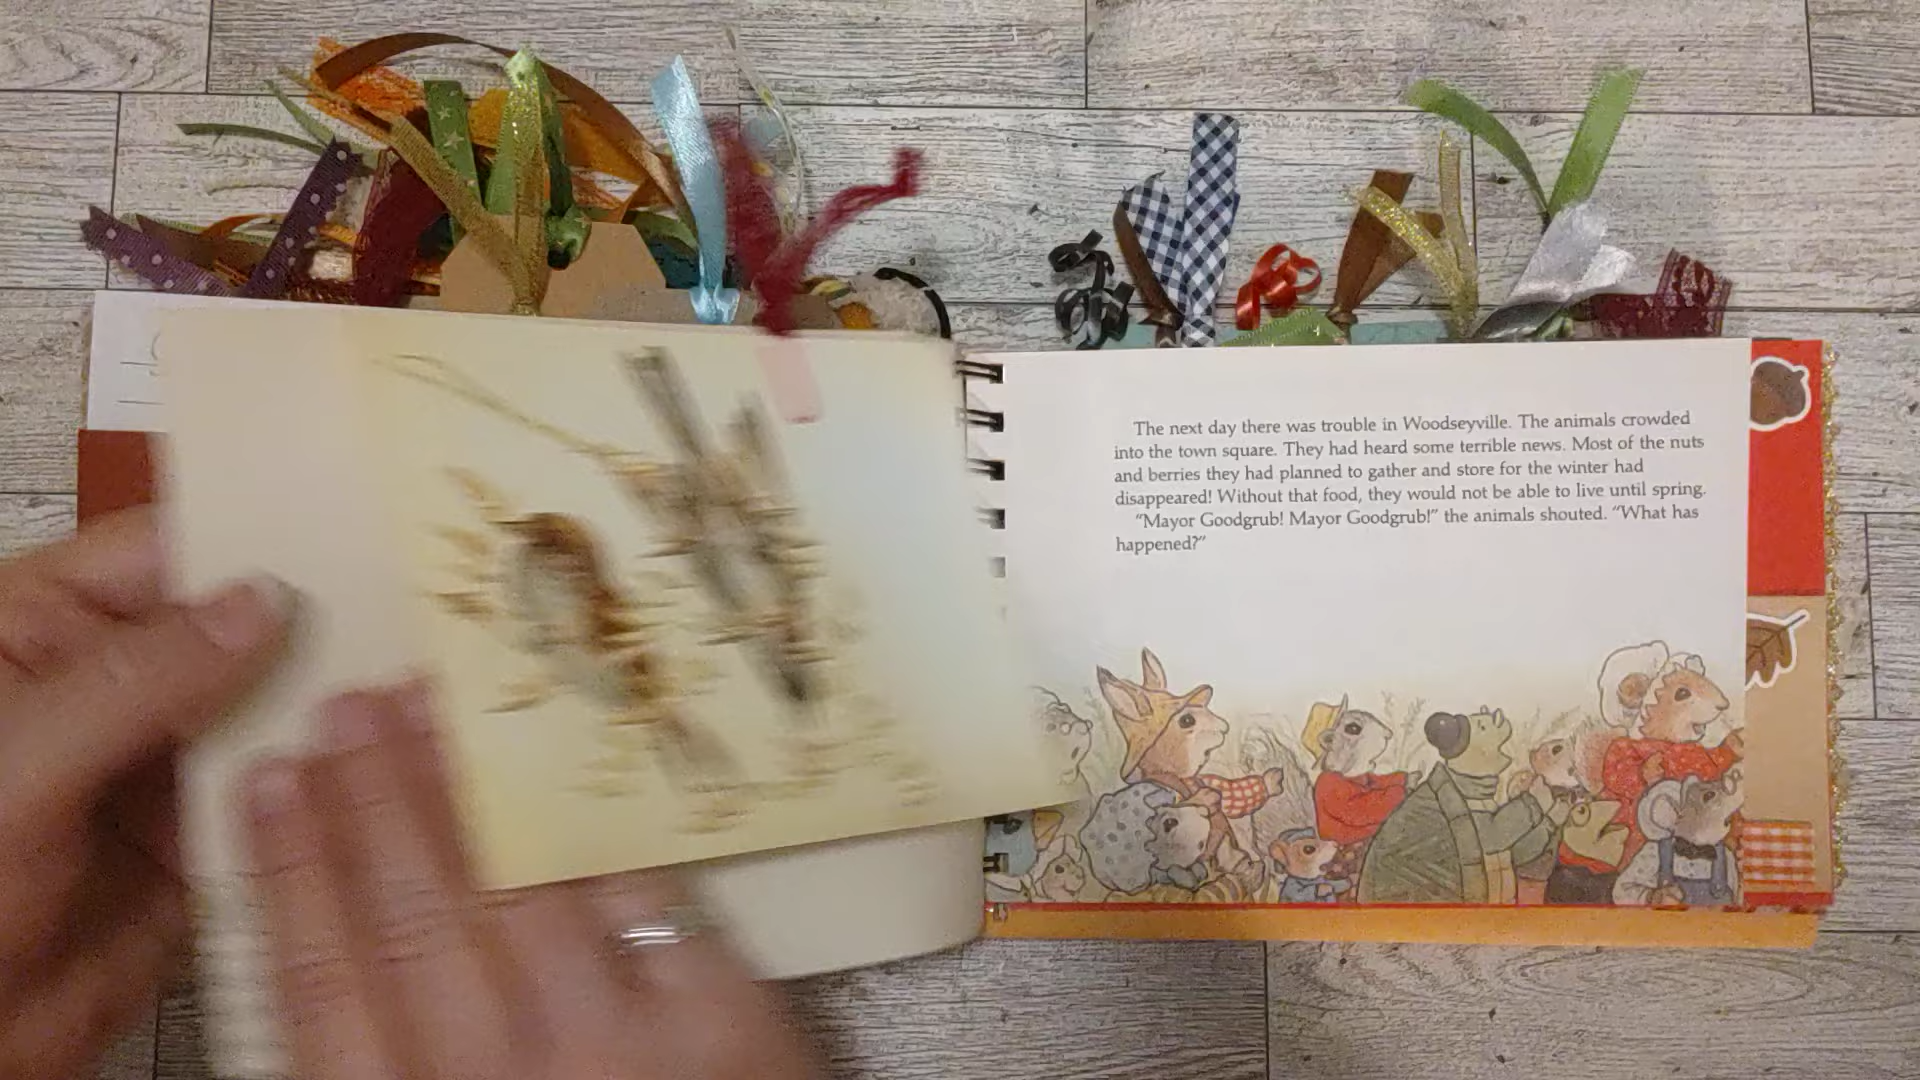 The next day there was trouble in Woodseyville. The animals crowded
into the town square. They had heard some terrible news. Most of the nuts
and berries they had planned to gather and store for the winter had
disappeared! Without that food, they would not be able to live until spring.
“Mayor Goodgrub! Mayor Goodgrub!” the animals shouted. “What has
happened?”